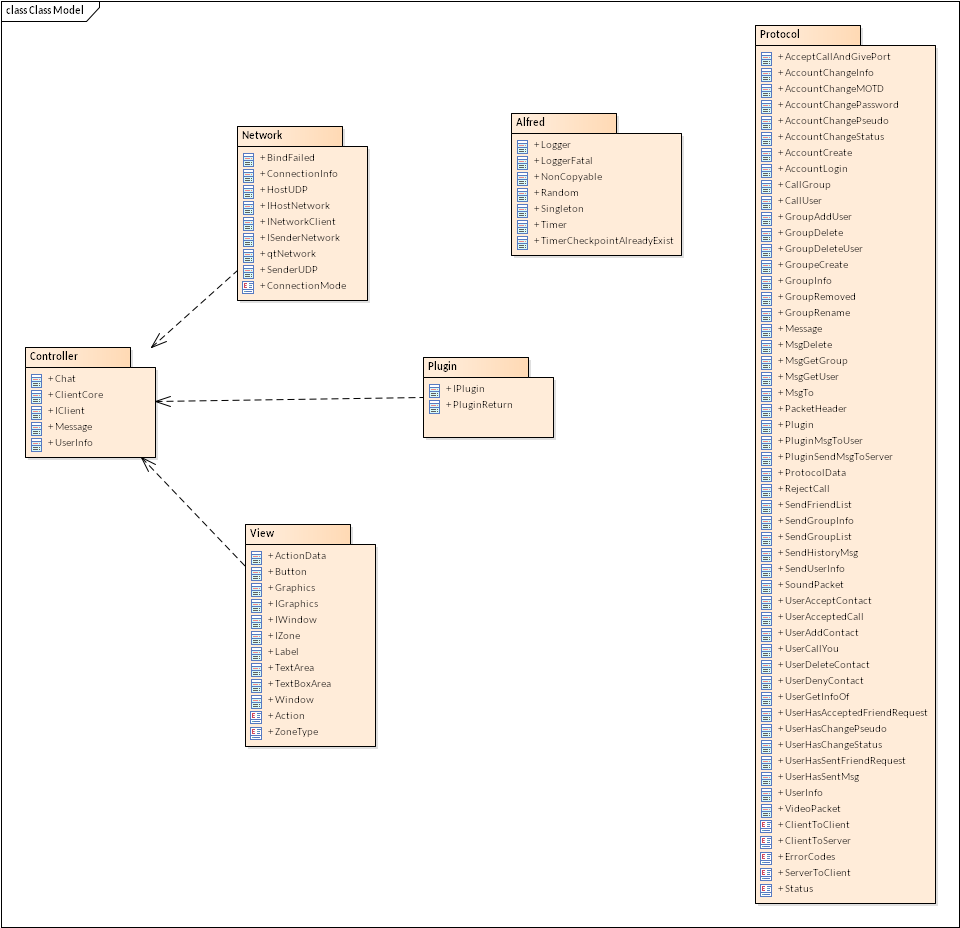 class Class Model
Network
+ BindFailed
+ ConnectionInfo
+ HostUDP
+ IHostNetwork
+ INetworkClient
+ ISenderNetwork
+ qtNetwork
+ SenderUDP
+ ConnectionMode
Alfred
+ Logger
+ LoggerFatal
+ NonCopyable
+ Random
+ Singleton
+ Timer
+ TimerCheckpointAlreadyExist
Controller
+ Chat
+ ClientCore
+ IClient
+ Message
+ UserInfo
Plugin
+ IPlugin
+ PluginReturn
View
+ ActionData
+ Button
+ Graphics
+ IGraphics
+ IWindow
+ IZone
+ Label
+ TextArea
+ TextBoxArea
+ Window
+ Action
+ ZoneType
Protocol
+ AcceptCallAndGivePort
+ AccountChangeInfo
+ AccountChangeMOTD
+ AccountChangePassword
+ AccountChangePseudo
+ AccountChangeStatus
+ AccountCreate
+ AccountLogin
+ CallGroup
+ CallUser
+ GroupAddUser
+ GroupDelete
+ GroupDeleteUser
+ GroupeCreate
+ GroupInfo
+ GroupRemoved
+ GroupRename
+ Message
+ MsgDelete
+ MsgGetGroup
+ MsgGetUser
+ MsgTo
+ PacketHeader
+ Plugin
+ PluginMsgToUser
+ PluginSendMsgToServer
+ ProtocolData
+ RejectCall
+ SendFriendList
+ SendGroupInfo
+ SendGroupList
+ SendHistoryMsg
+ SendUserInfo
+ SoundPacket
+ UserAcceptContact
+ UserAcceptedCall
+ UserAddContact
+ UserCallYou
+ UserDeleteContact
+ UserDenyContact
+ UserGetInfoOf
+ UserHasAcceptedFriendRequest
+ UserHasChangePseudo
+ UserHasChangeStatus
+ UserHasSentFriendRequest
+ UserHasSentMsg
+ UserInfo
+ VideoPacket
+ ClientToClient
+ ClientToServer
+ ErrorCodes
+ ServerToClient
+ Status